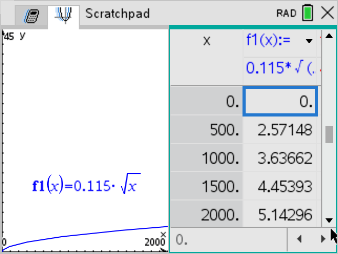 Scratchpad RAD
45 y
f1(x)=0.115·√x
x
0 2000
x f1(x):=
0.115*√(.
0. 0.
500. 2.57148
1000. 3.63662
1500. 4.45393
2000. 5.14296
0.